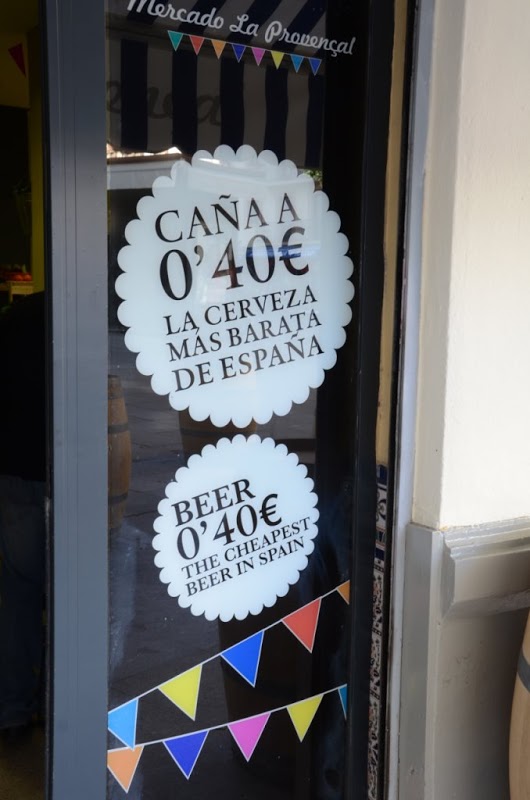 Mercado La Provençal
CAÑA A
0'40€
LA CERVEZA
MÁS BARATA
DE ESPAÑA
BEER
0'40€
THE CHEAPEST
BEER IN SPAIN